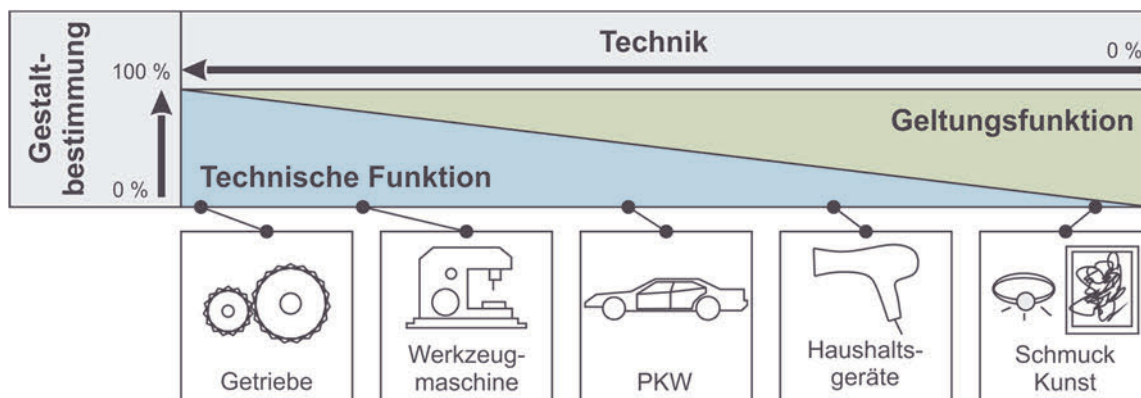 Gestalt-
bestimmung
100 %
0 %
Technik
0 %
Geltungsfunktion
Technische Funktion
Getriebe
Werkzeug-
maschine
PKW
Haushalts-
geräte
Schmuck
Kunst